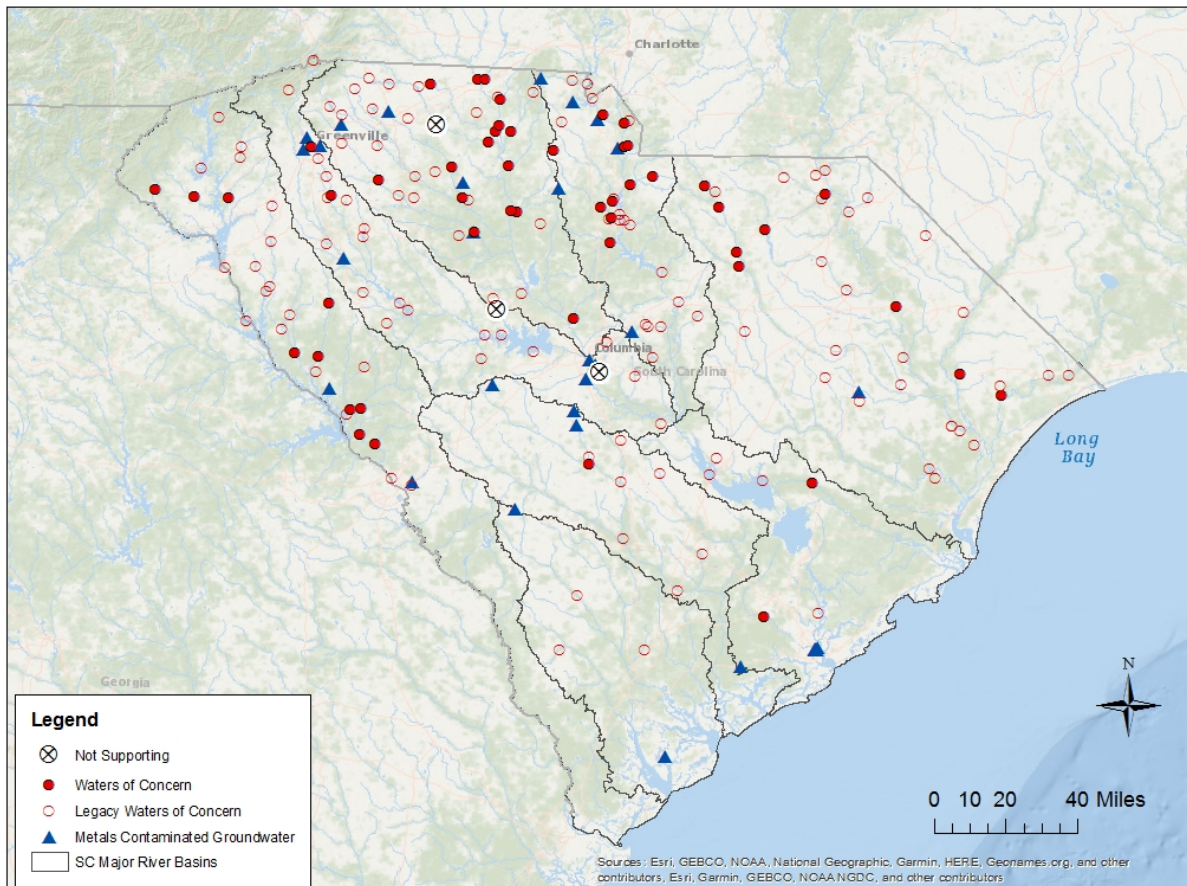 Charlotte
Greenville
Columbia
South Carolina
Long
Bay
Georgia
N
Legend
Not Supporting
Waters of Concern
Legacy Waters of Concern
Metals Contaminated Groundwater
SC Major River Basins
0 10 20 40 Miles
Sources: Esri, GEBCO, NOAA, National Geographic, Garmin, HERE, Geonames.org, and other
contributors, Esri, Garmin, GEBCO, NOAA NGDC, and other contributors